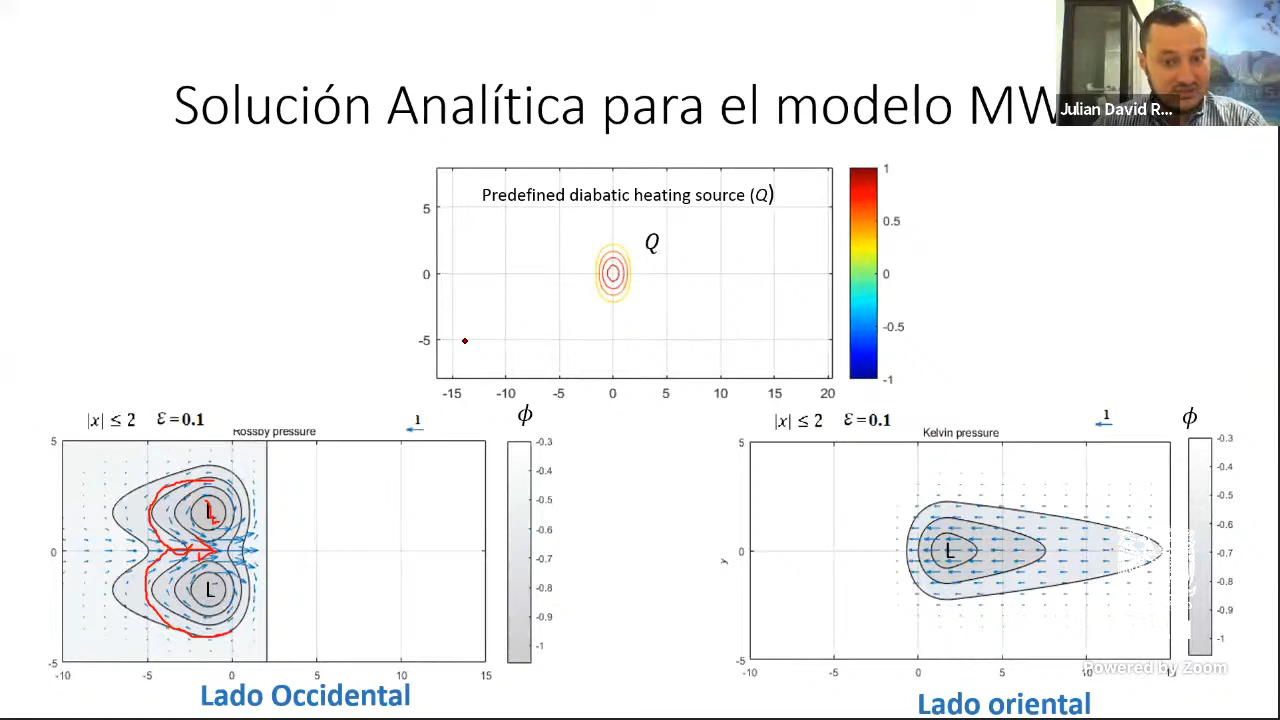 Solución Analítica para el modelo MW
Julian David R...
Predefined diabatic heating source (Q)
Q
5
0
-5
-15 -10 -5 0 5 10 15 20
1
0.5
0
-0.5
-1
|x| ≤ 2 Ɛ = 0.1
1
ϕ
Rossby pressure
5
0
-5
-10 -5 0 5 10 15
L
L
-0.3
-0.4
-0.5
-0.6
-0.7
-0.8
-0.9
-1
Lado Occidental
|x| ≤ 2 Ɛ = 0.1
1
ϕ
Kelvin pressure
5
0
-5
y
-10 -5 0 5 10
L
-0.3
-0.4
-0.5
-0.6
-0.7
-0.8
-0.9
-1
Powered by Zoom
Lado oriental